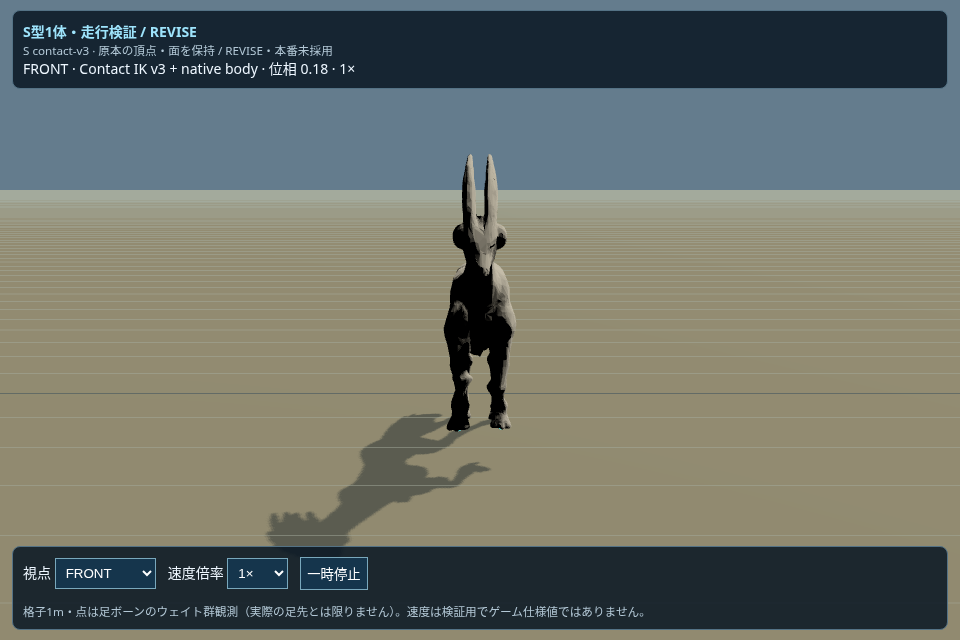 S型1体・走行検証 / REVISE
S contact-v3 · 原本の頂点・面を保持 / REVISE・本番未採用
FRONT · Contact IK v3 + native body · 位相 0.18 · 1×
視点 FRONT 速度倍率 1× 一時停止
格子1m・点は足ボーンのウェイト群観測（実際の足先とは限りません）。速度は検証用でゲーム仕様値ではありません。